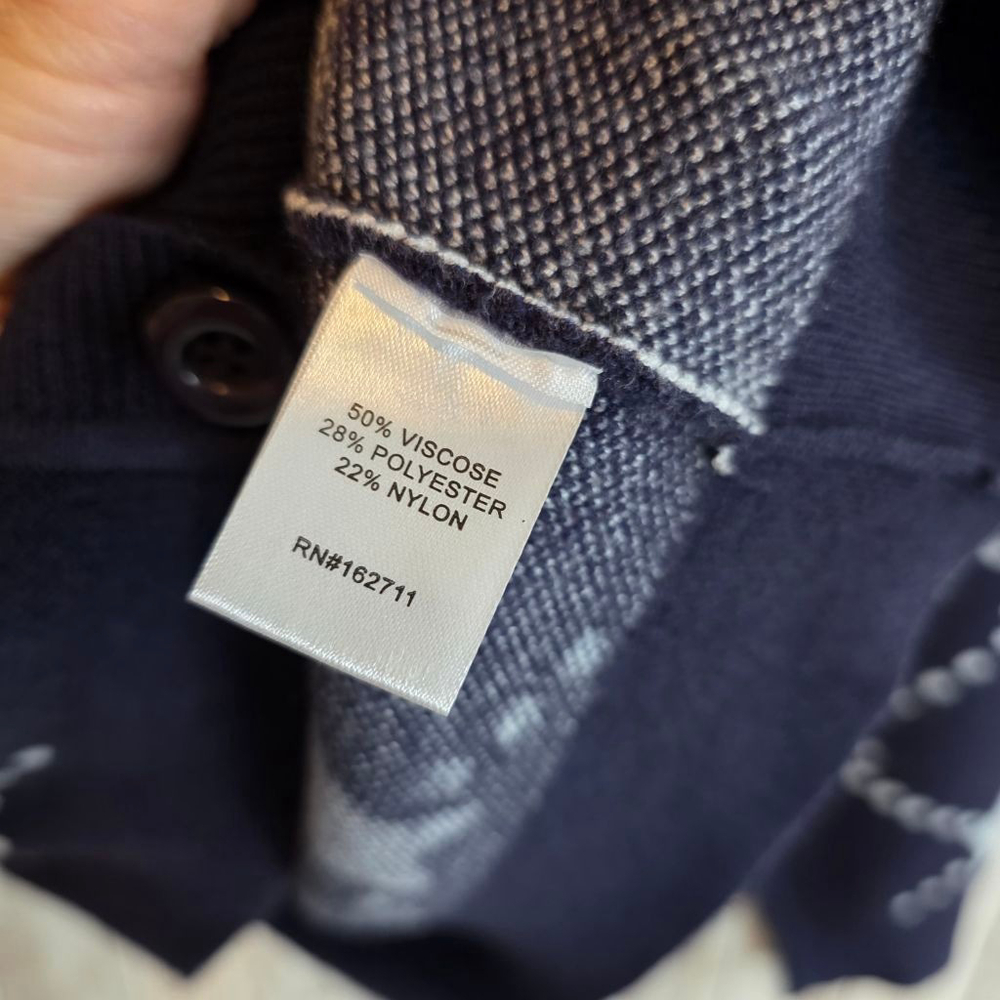 50% VISCOSE
28% POLYESTER
22% NYLON
RN#162711